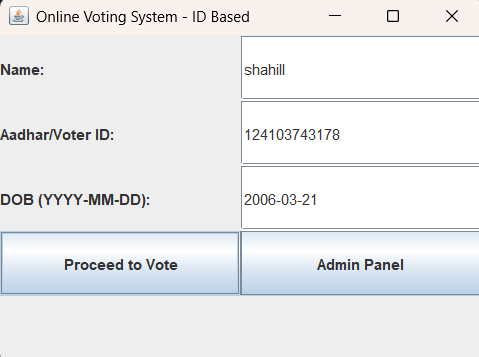 Online Voting System - ID Based
Name: shahill
Aadhar/Voter ID: 124103743178
DOB (YYYY-MM-DD): 2006-03-21
Proceed to Vote Admin Panel